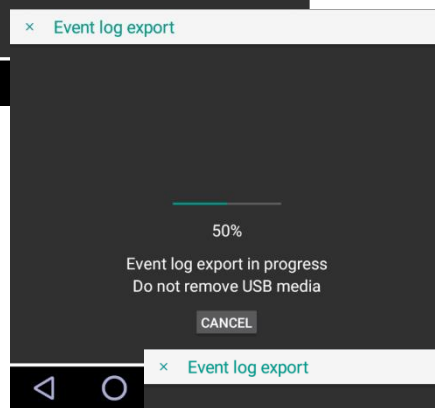 × Event log export
50%
Event log export in progress
Do not remove USB media
CANCEL
× Event log export